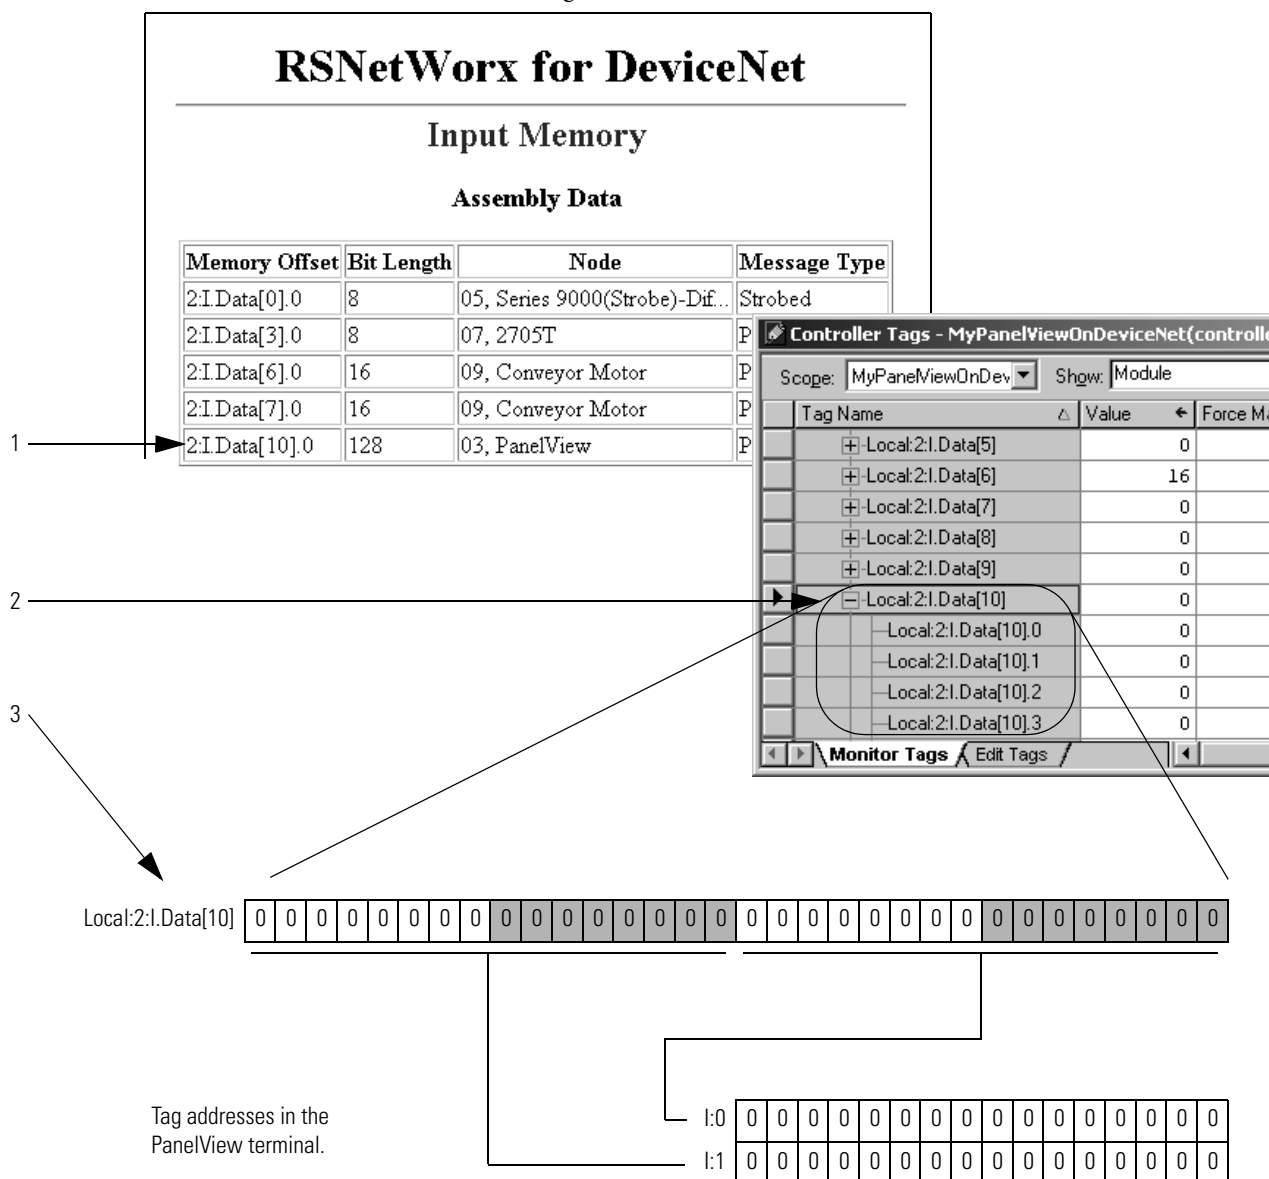 RSNetWorx for DeviceNet
Input Memory
Assembly Data
Memory Offset Bit Length Node Message Type
2:I.Data[0].0 8 05, Series 9000(Strobe)-Dif... Strobed
2:I.Data[3].0 8 07, 2705T P
2:I.Data[6].0 16 09, Conveyor Motor P
2:I.Data[7].0 16 09, Conveyor Motor P
1 2:I.Data[10].0 128 03, PanelView P
Controller Tags - MyPanelViewOnDeviceNet(controlle
Scope: MyPanelViewOnDev Show: Module
Tag Name Value Force Ma
Local:2:I.Data[5] 0
Local:2:I.Data[6] 16
Local:2:I.Data[7] 0
Local:2:I.Data[8] 0
Local:2:I.Data[9] 0
2 Local:2:I.Data[10] 0
Local:2:I.Data[10].0 0
Local:2:I.Data[10].1 0
Local:2:I.Data[10].2 0
Local:2:I.Data[10].3 0
Monitor Tags Edit Tags
3
Local:2:I.Data[10] 0 0 0 0 0 0 0 0 0 0 0 0 0 0 0 0 0 0 0 0 0 0 0 0 0 0 0 0 0 0 0 0
Tag addresses in the
PanelView terminal.
I:0 0 0 0 0 0 0 0 0 0 0 0 0 0 0 0 0
I:1 0 0 0 0 0 0 0 0 0 0 0 0 0 0 0 0